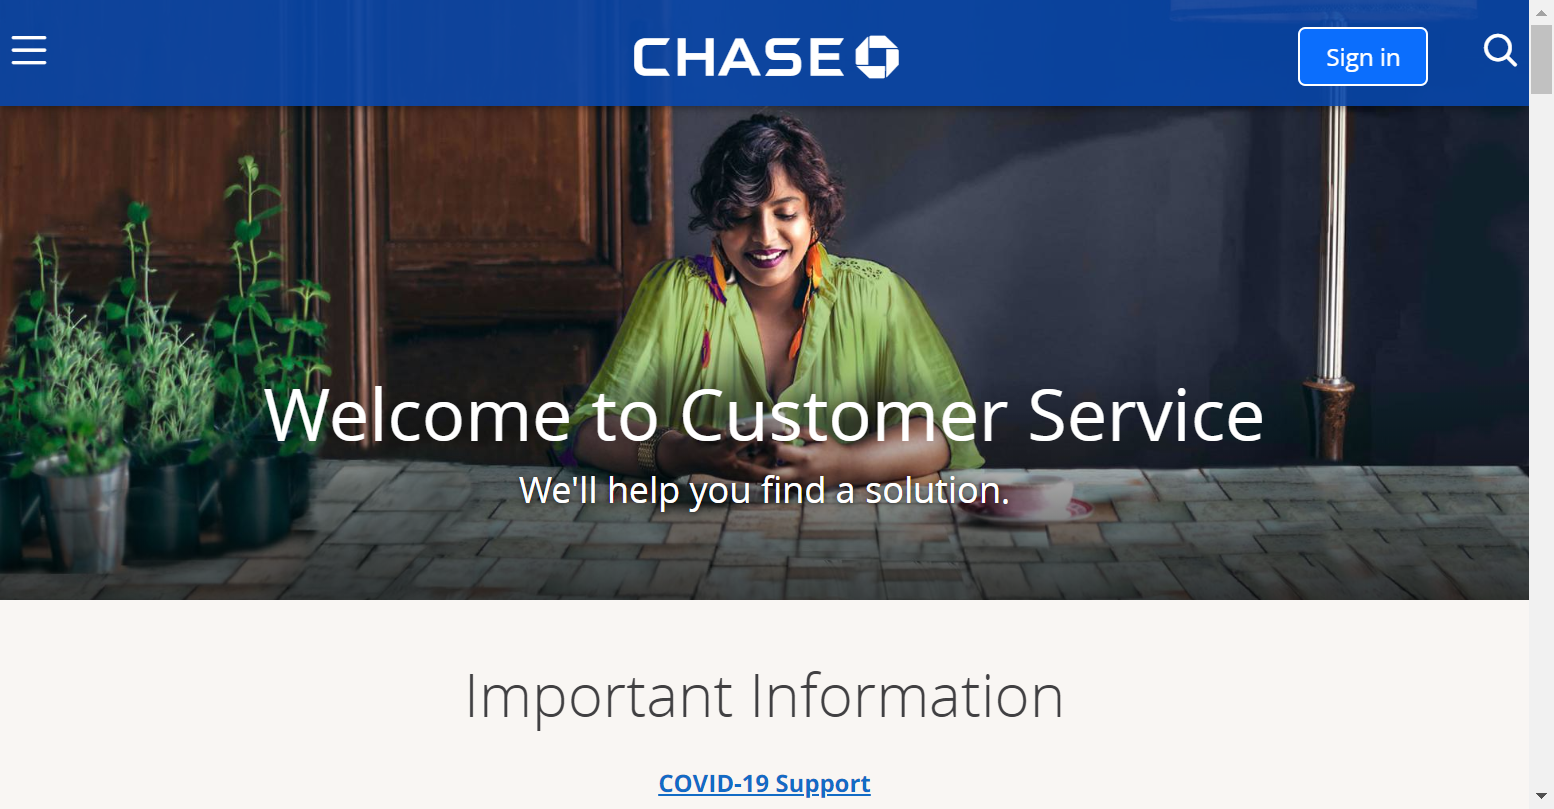 CHASE
Sign in
Welcome to Customer Service
We'll help you find a solution.
Important Information
COVID-19 Support